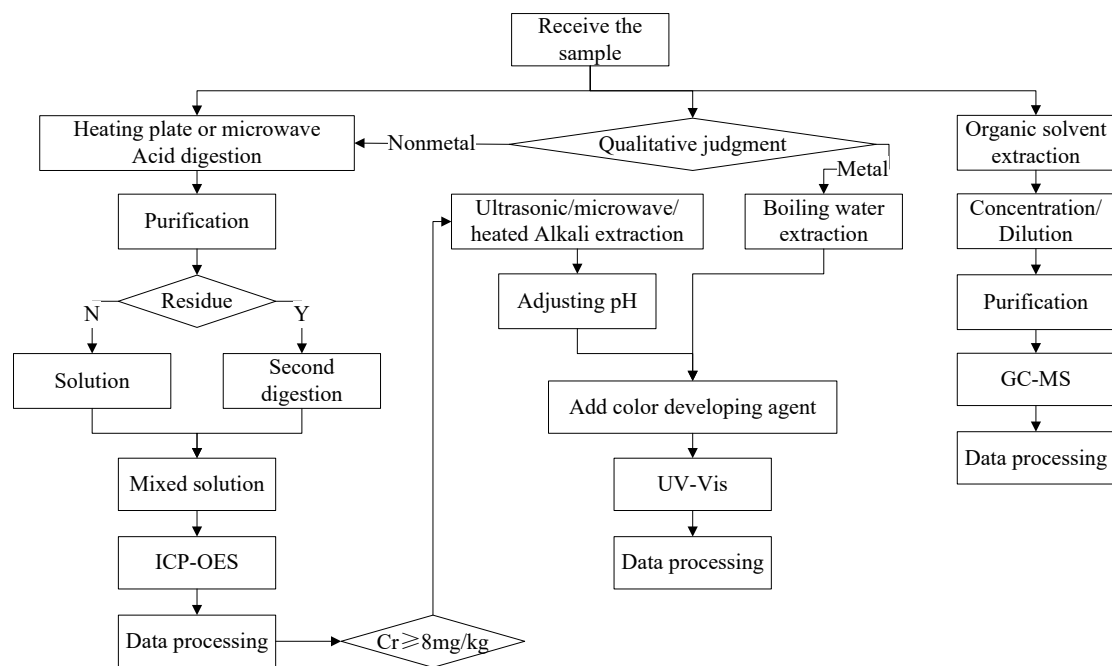 Receive the
sample
Heating plate or microwave
Acid digestion
Nonmetal
Qualitative judgment
Metal
Organic solvent
extraction
Purification
Ultrasonic/microwave/
heated Alkali extraction
Boiling water
extraction
Concentration/
Dilution
Residue
N
Y
Adjusting pH
Purification
Solution
Second
digestion
Add color developing agent
GC-MS
Mixed solution
UV-Vis
Data processing
ICP-OES
Data processing
Data processing
Cr≥8mg/kg